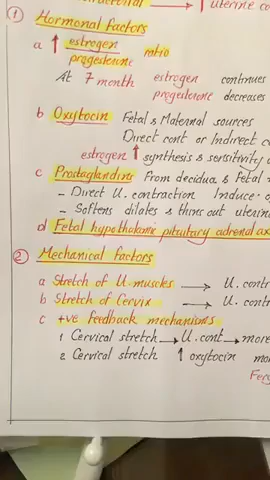 ↑ uterine co
① Hormonal factors
a ↑ estrogen / progesterone ratio
At 7 month estrogen continues
progesterone decreases
b Oxytocin Fetal & Maternal sources
Direct cont or Indirect c
estrogen ↑ synthesis & sensitivity o
c Prostaglandins From decidua & Fetal
- Direct U. contraction Induce
- Softens dilates & thins out uterin
d Fetal hypothalamic pituitary adrenal ax
② Mechanical factors
a Stretch of U. muscles → U. contr
b Stretch of Cervix → U. contr
c +ve feedback mechanisms
1 Cervical stretch → U. cont → more
2 Cervical stretch ↑ oxytocin mo
Ferg